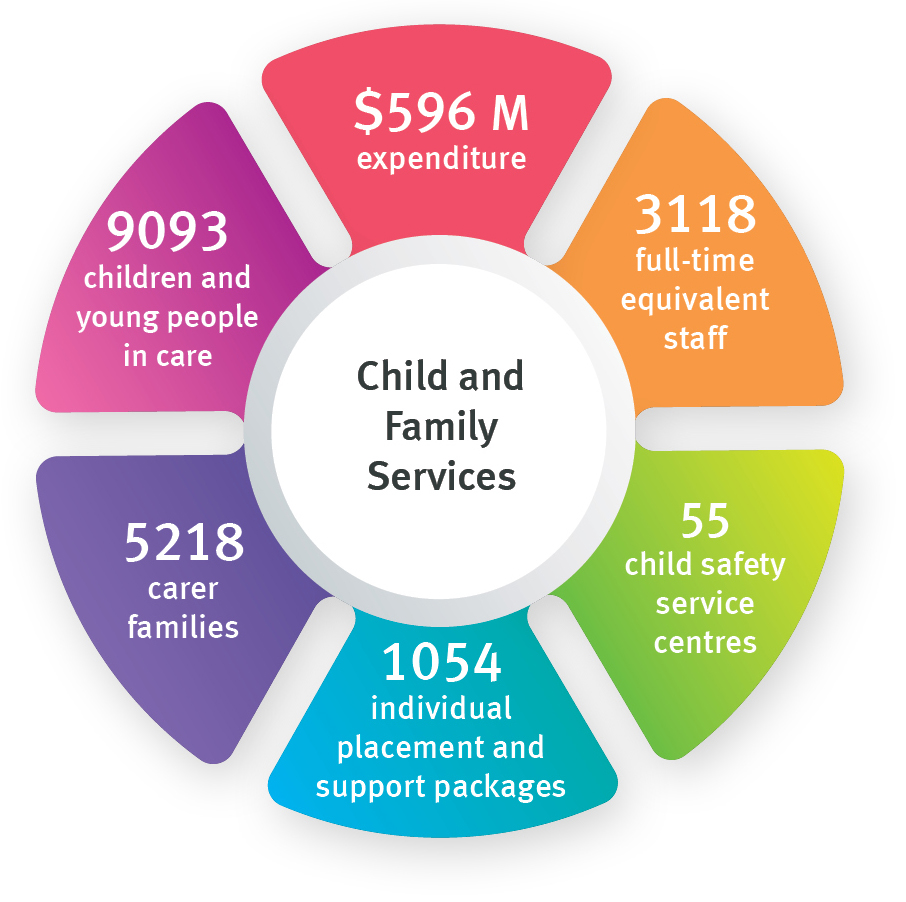 $596 M
expenditure
3118
full-time
equivalent
staff
55
child safety
service
centres
1054
individual
placement and
support packages
5218
carer
families
9093
children and
young people
in care
Child and
Family
Services